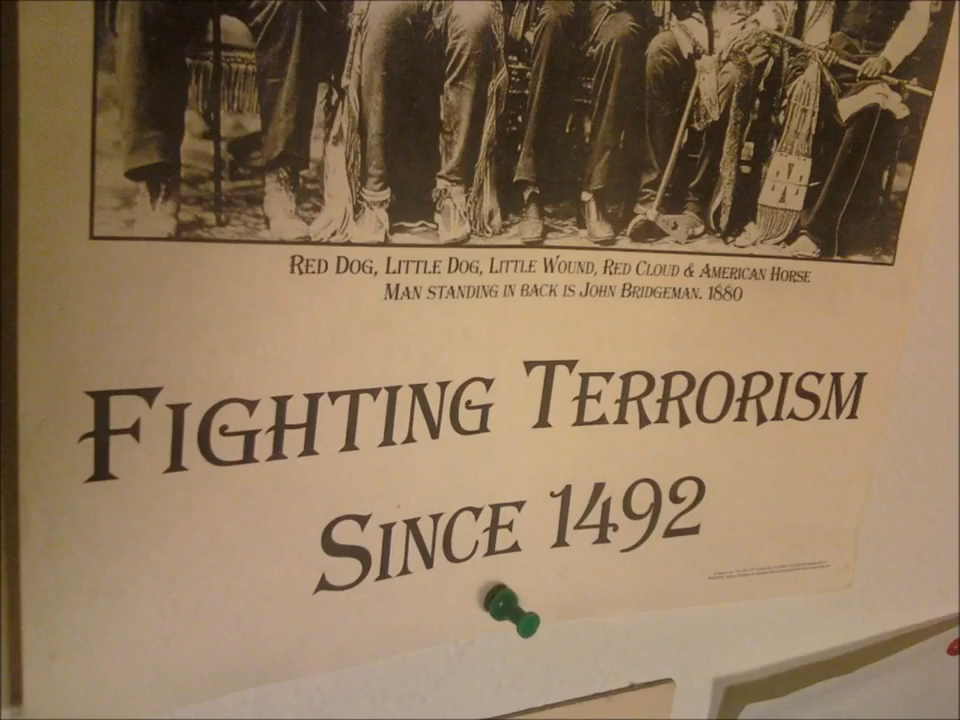 RED DOG, LITTLE DOG, LITTLE WOUND, RED CLOUD & AMERICAN HORSE
MAN STANDING IN BACK IS JOHN BRIDGEMAN. 1880
FIGHTING TERRORISM
SINCE 1492